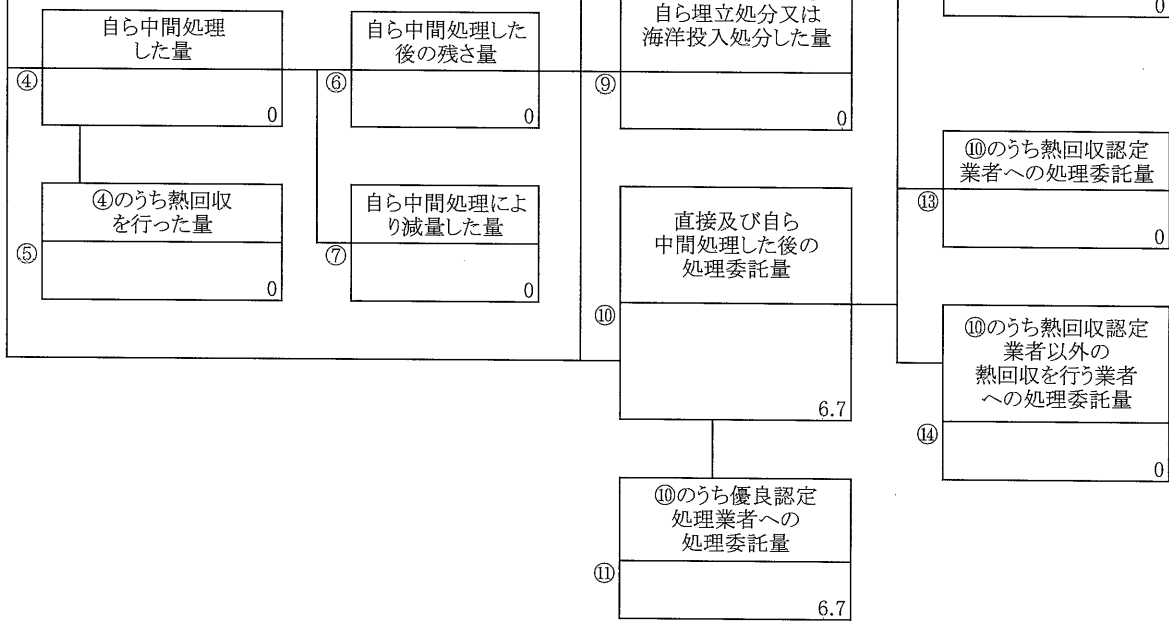 自ら中間処理
した量
④
0
自ら中間処理した
後の残さ量
⑥
0
自ら埋立処分又は
海洋投入処分した量
⑨
0
0
④のうち熱回収
を行った量
⑤
0
自ら中間処理によ
り減量した量
⑦
0
直接及び自ら
中間処理した後の
処理委託量
⑩
6.7
⑩のうち熱回収認定
業者への処理委託量
⑬
0
⑩のうち熱回収認定
業者以外の
熱回収を行う業者
への処理委託量
⑭
0
⑩のうち優良認定
処理業者への
処理委託量
⑪
6.7